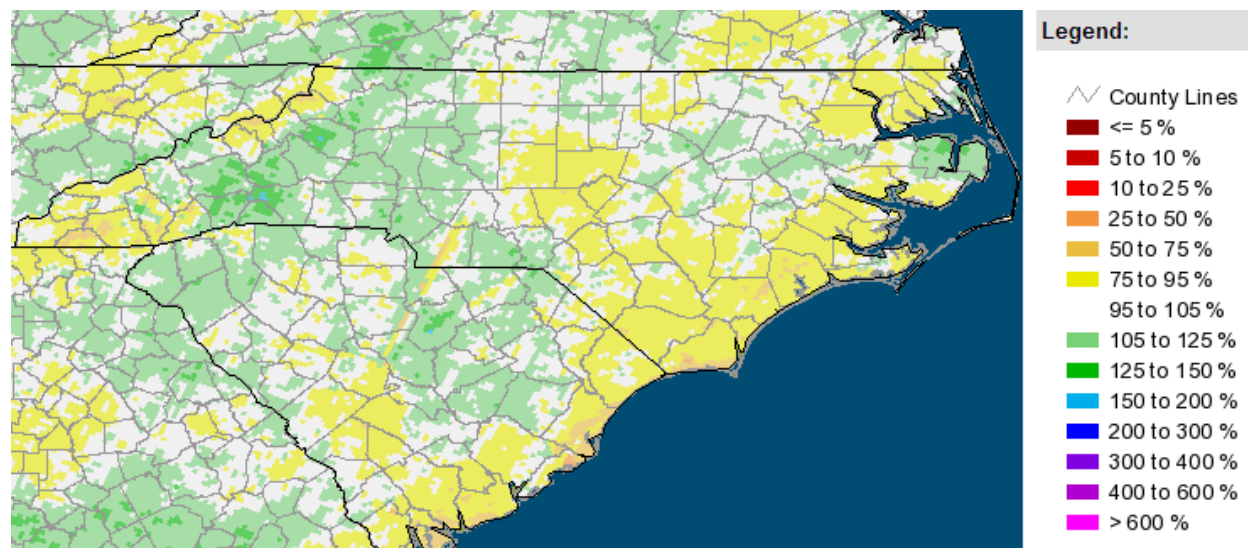 Legend:
County Lines
<= 5 %
5 to 10 %
10 to 25 %
25 to 50 %
50 to 75 %
75 to 95 %
95 to 105 %
105 to 125 %
125 to 150 %
150 to 200 %
200 to 300 %
300 to 400 %
400 to 600 %
> 600 %